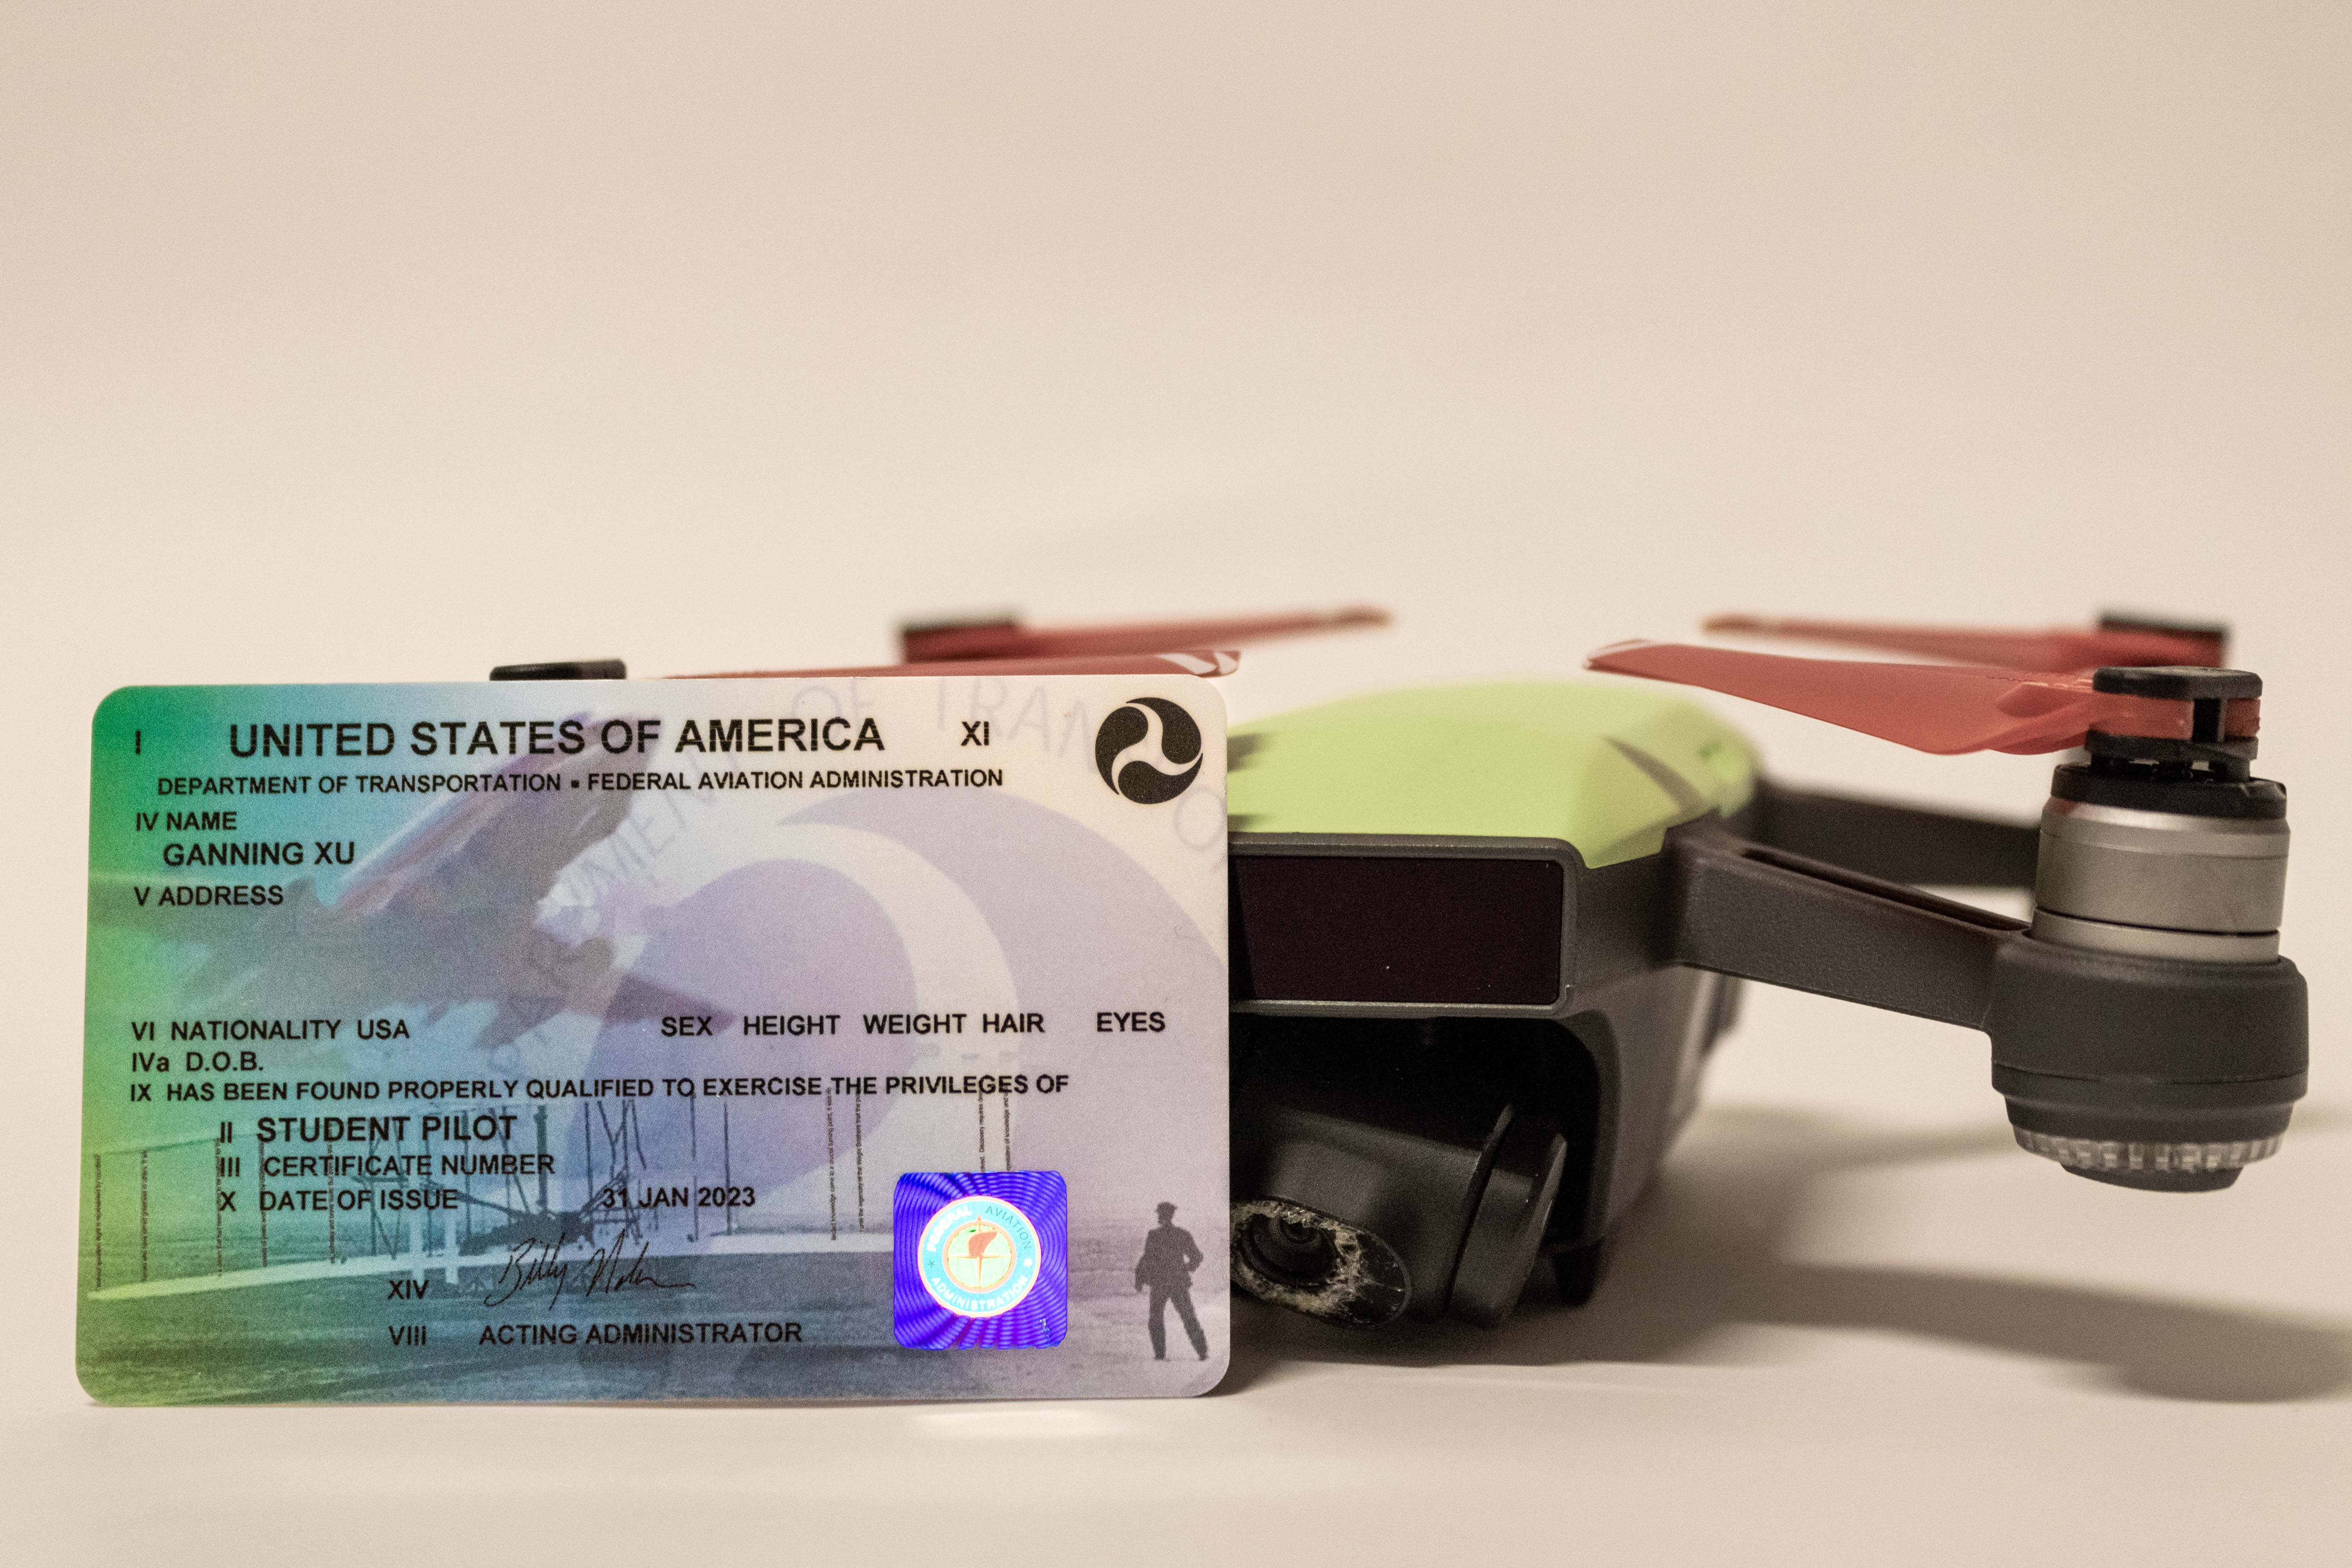 I UNITED STATES OF AMERICA XI
DEPARTMENT OF TRANSPORTATION ▪ FEDERAL AVIATION ADMINISTRATION
IV NAME
GANNING XU
V ADDRESS
VI NATIONALITY USA SEX HEIGHT WEIGHT HAIR EYES
IVa D.O.B.
IX HAS BEEN FOUND PROPERLY QUALIFIED TO EXERCISE THE PRIVILEGES OF
II STUDENT PILOT
III CERTIFICATE NUMBER
X DATE OF ISSUE 31 JAN 2023
XIV Billy Nolen
VIII ACTING ADMINISTRATOR
FEDERAL AVIATION
ADMINISTRATION